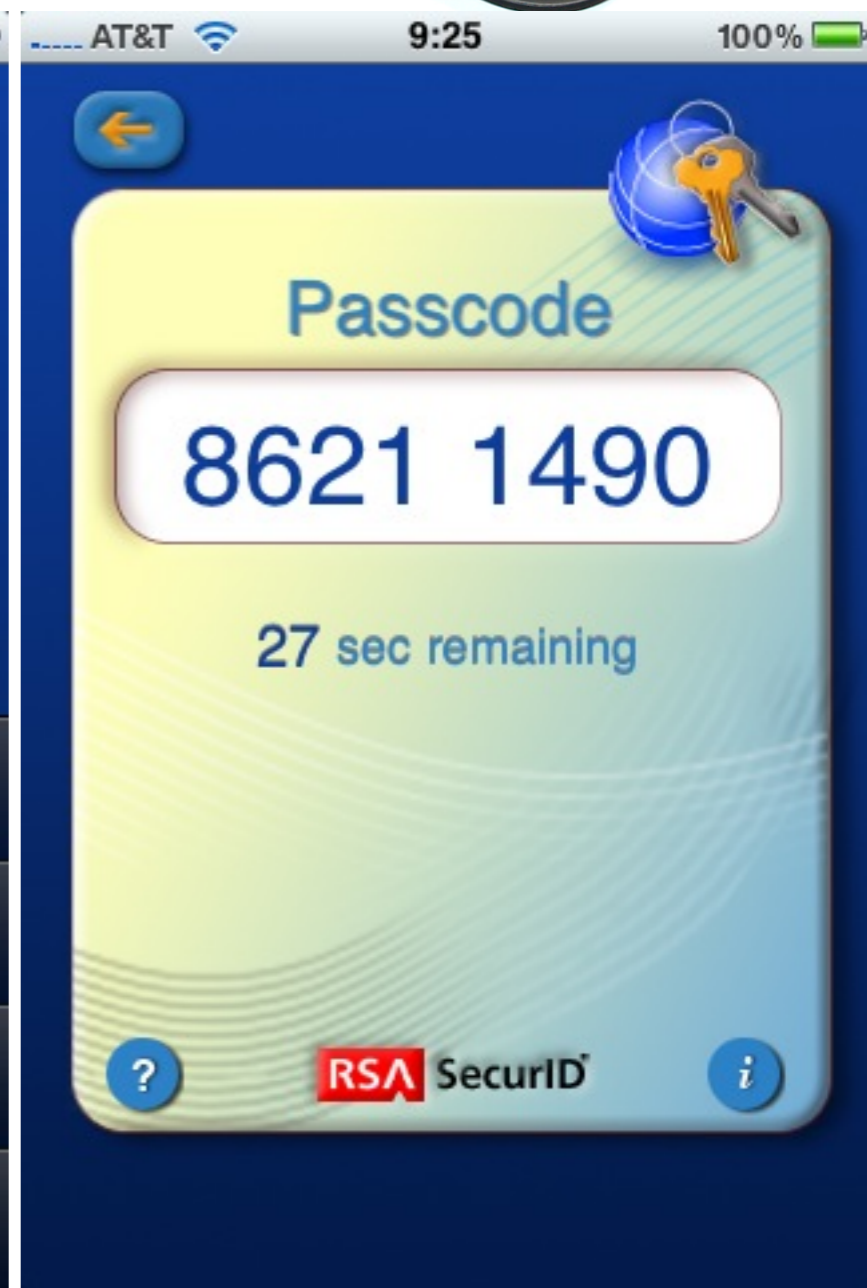 AT&T 9:25 100%
Passcode
8621 1490
27 sec remaining
? RSA SecurID i